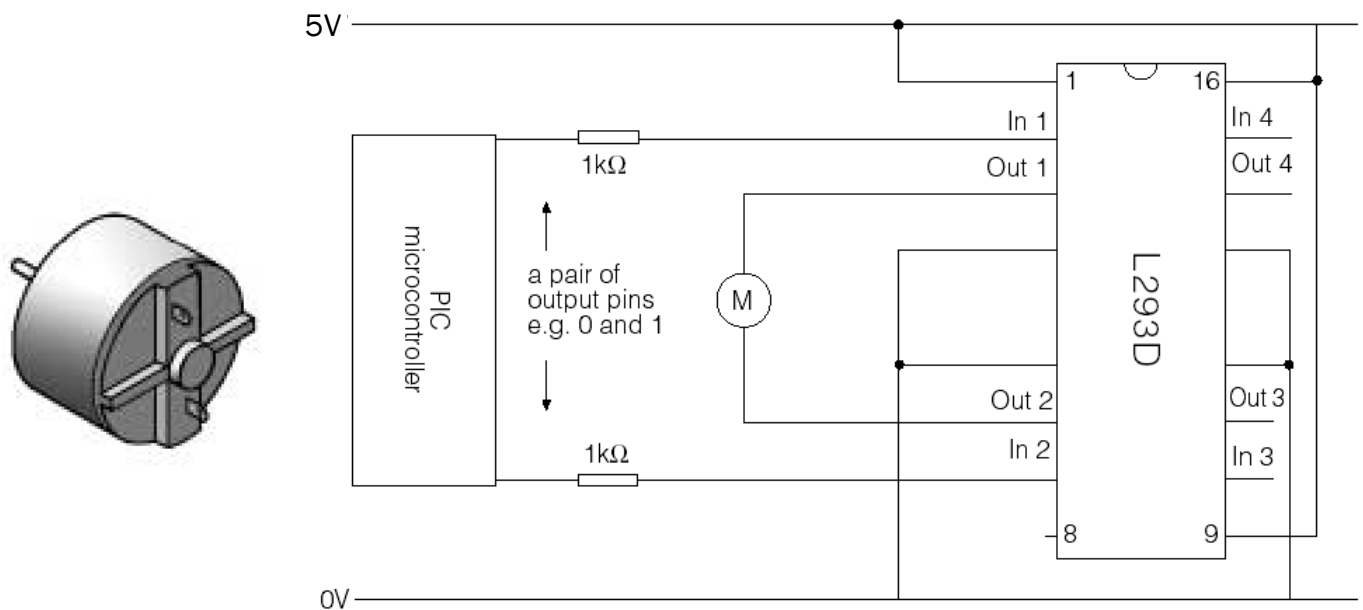 5V
1
16
In 1
In 4
1kΩ
Out 1
Out 4
PIC
microcontroller
a pair of
output pins
e.g. 0 and 1
M
L293D
Out 2
Out 3
1kΩ
In 2
In 3
8
9
0V